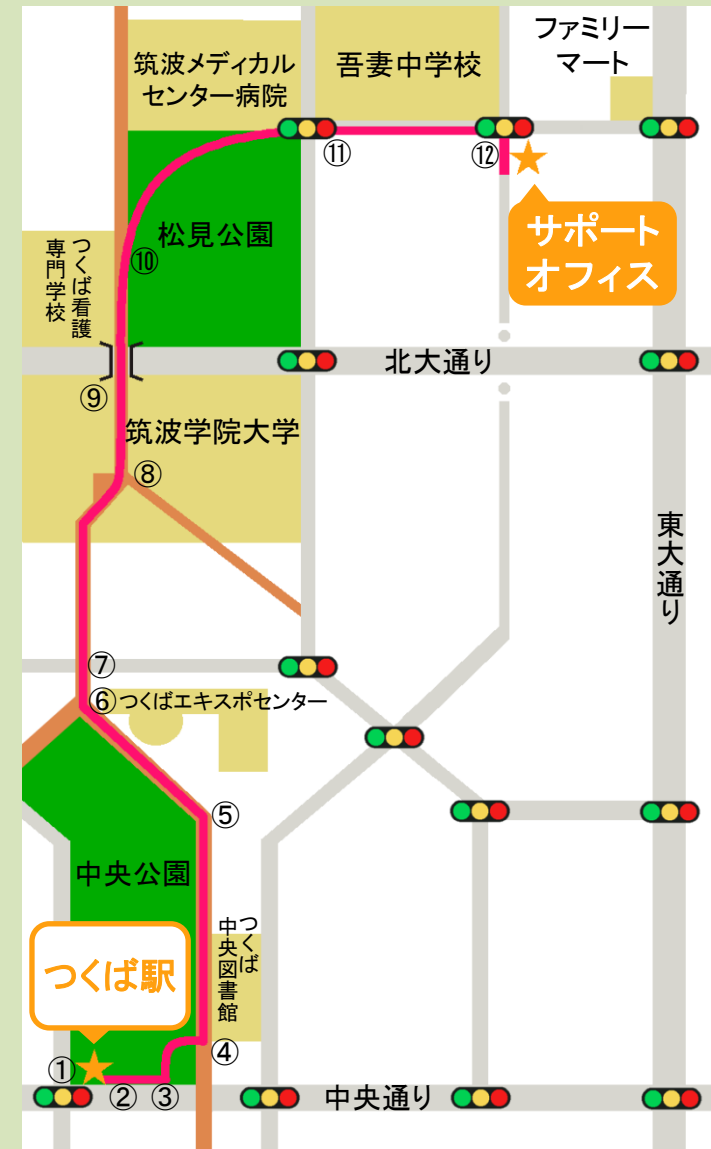 ファミリー
マート
筑波メディカル
センター病院
吾妻中学校
⑪
⑫
サポート
オフィス
松見公園
⑩
つくば看護
専門学校
北大通り
⑨
筑波学院大学
⑧
東大通り
⑦
⑥つくばエキスポセンター
⑤
中央公園
つくば
中央図書館
つくば駅
④
①
②
③
中央通り